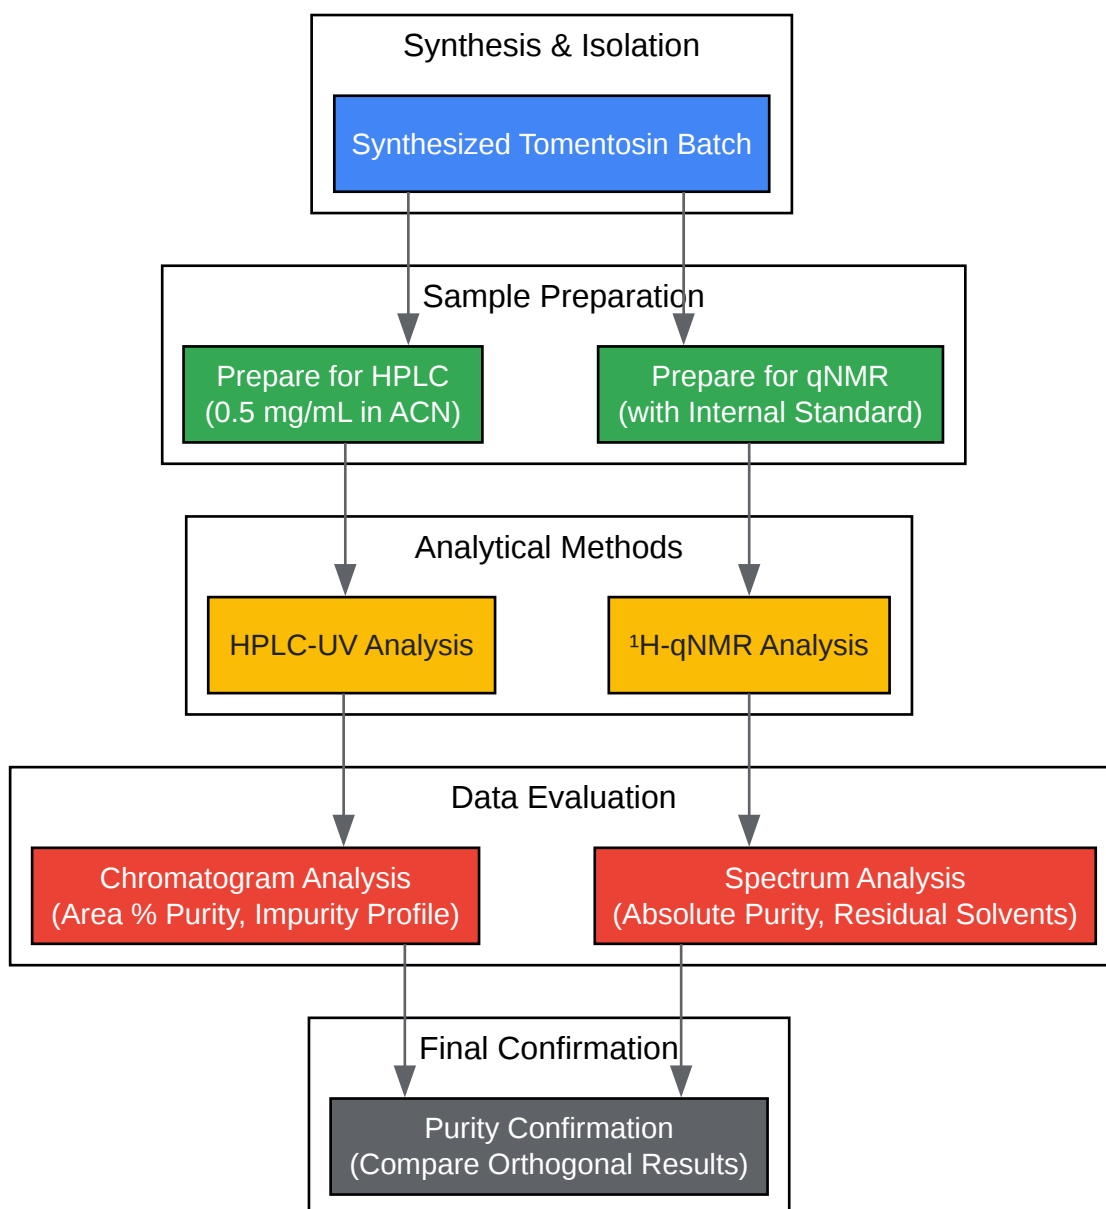 Synthesis & Isolation
Synthesized Tomentosin Batch
Sample Preparation
Prepare for HPLC
(0.5 mg/mL in ACN)
Prepare for qNMR
(with Internal Standard)
Analytical Methods
HPLC-UV Analysis
¹H-qNMR Analysis
Data Evaluation
Chromatogram Analysis
(Area % Purity, Impurity Profile)
Spectrum Analysis
(Absolute Purity, Residual Solvents)
Final Confirmation
Purity Confirmation
(Compare Orthogonal Results)